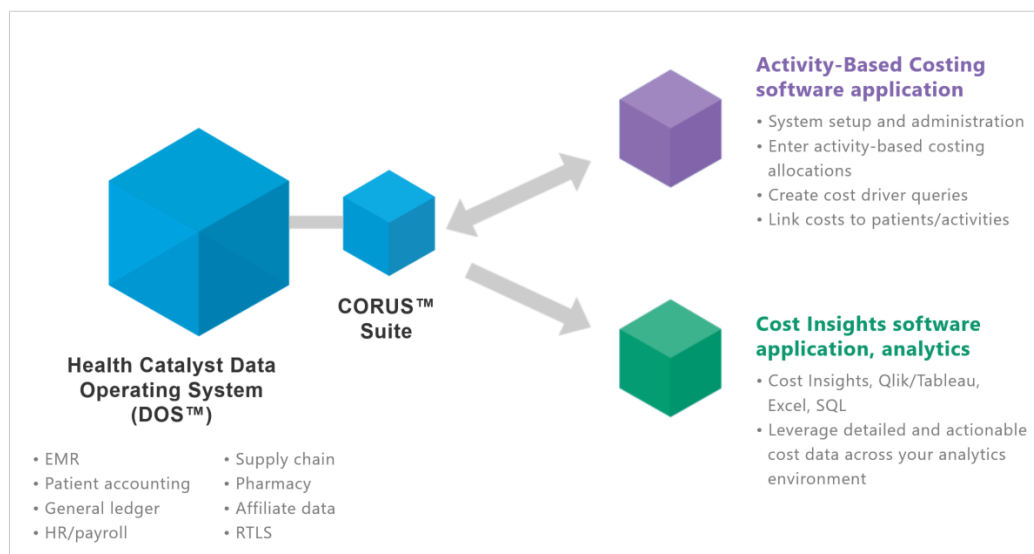 Activity-Based Costing
software application
• System setup and administration
• Enter activity-based costing
allocations
• Create cost driver queries
• Link costs to patients/activities
CORUS™
Suite
Health Catalyst Data
Operating System
(DOS™)
• EMR
• Patient accounting
• General ledger
• HR/payroll
• Supply chain
• Pharmacy
• Affiliate data
• RTLS
Cost Insights software
application, analytics
• Cost Insights, Qlik/Tableau,
Excel, SQL
• Leverage detailed and actionable
cost data across your analytics
environment